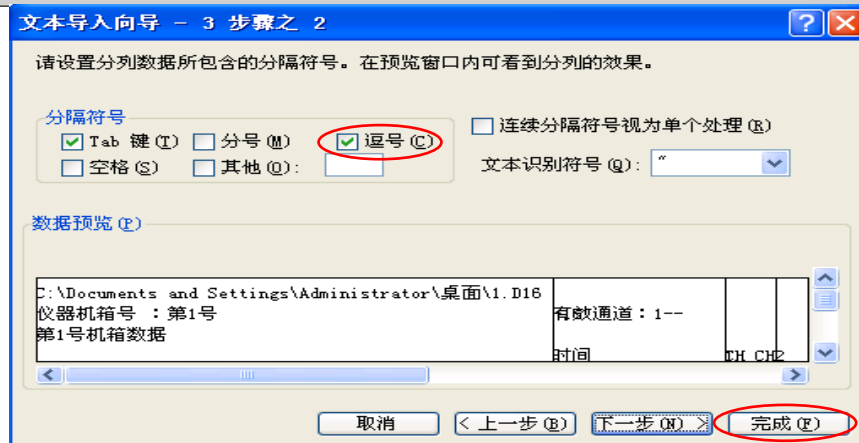 文本导入向导 - 3 步骤之 2
请设置分列数据所包含的分隔符号。在预览窗口内可看到分列的效果。
分隔符号
Tab 键(T) 分号(M) 逗号(C) 连续分隔符号视为单个处理(R)
空格(S) 其他(O): 文本识别符号(Q): "
数据预览(P)
C:\Documents and Settings\Administrator\桌面\1.D16
仪器机箱号 :第1号 有效通道:1--
第1号机箱数据
时间 TH CH2
取消 < 上一步(B) 下一步(N) > 完成(F)